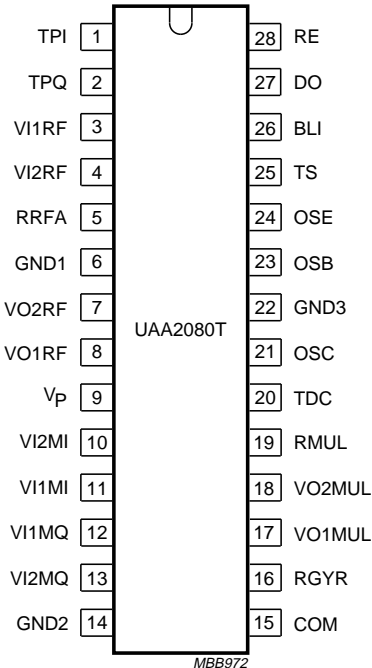 TPI 1 28 RE
TPQ 2 27 DO
VI1RF 3 26 BLI
VI2RF 4 25 TS
RRFA 5 24 OSE
GND1 6 23 OSB
VO2RF 7 22 GND3
UAA2080T
VO1RF 8 21 OSC
VP 9 20 TDC
VI2MI 10 19 RMUL
VI1MI 11 18 VO2MUL
VI1MQ 12 17 VO1MUL
VI2MQ 13 16 RGYR
GND2 14 15 COM
MBB972